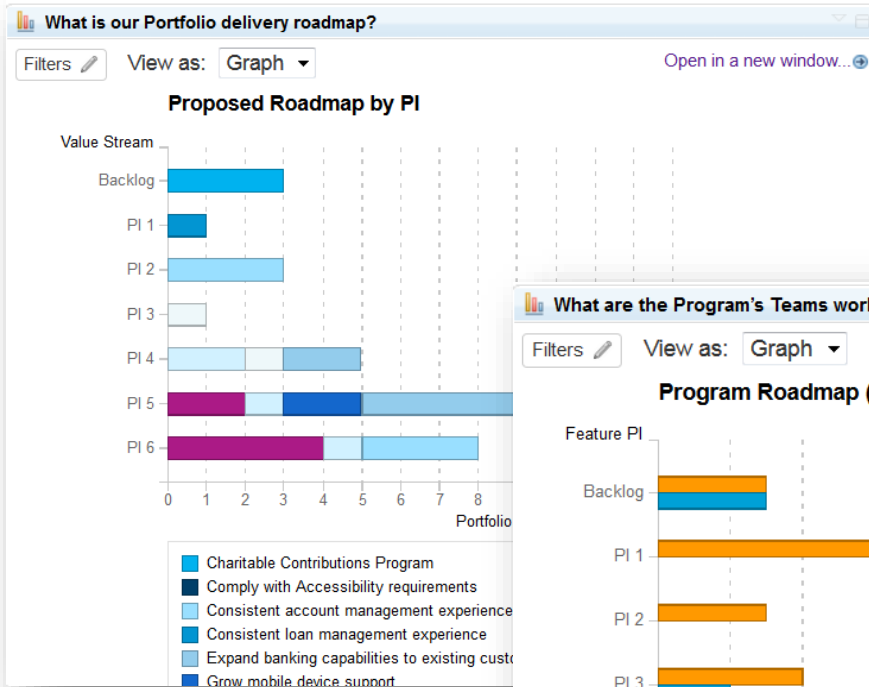 What is our Portfolio delivery roadmap?
Filters View as: Graph Open in a new window...
Proposed Roadmap by PI
Value Stream
Backlog
PI 1
PI 2
PI 3
PI 4
PI 5
PI 6
0 1 2 3 4 5 6 7 8
Portfolio
Charitable Contributions Program
Comply with Accessibility requirements
Consistent account management experience
Consistent loan management experience
Expand banking capabilities to existing
Grow mobile device support
What are the Program's Teams
Filters View as: Graph
Program Roadmap (
Feature PI
Backlog
PI 1
PI 2
PI 3